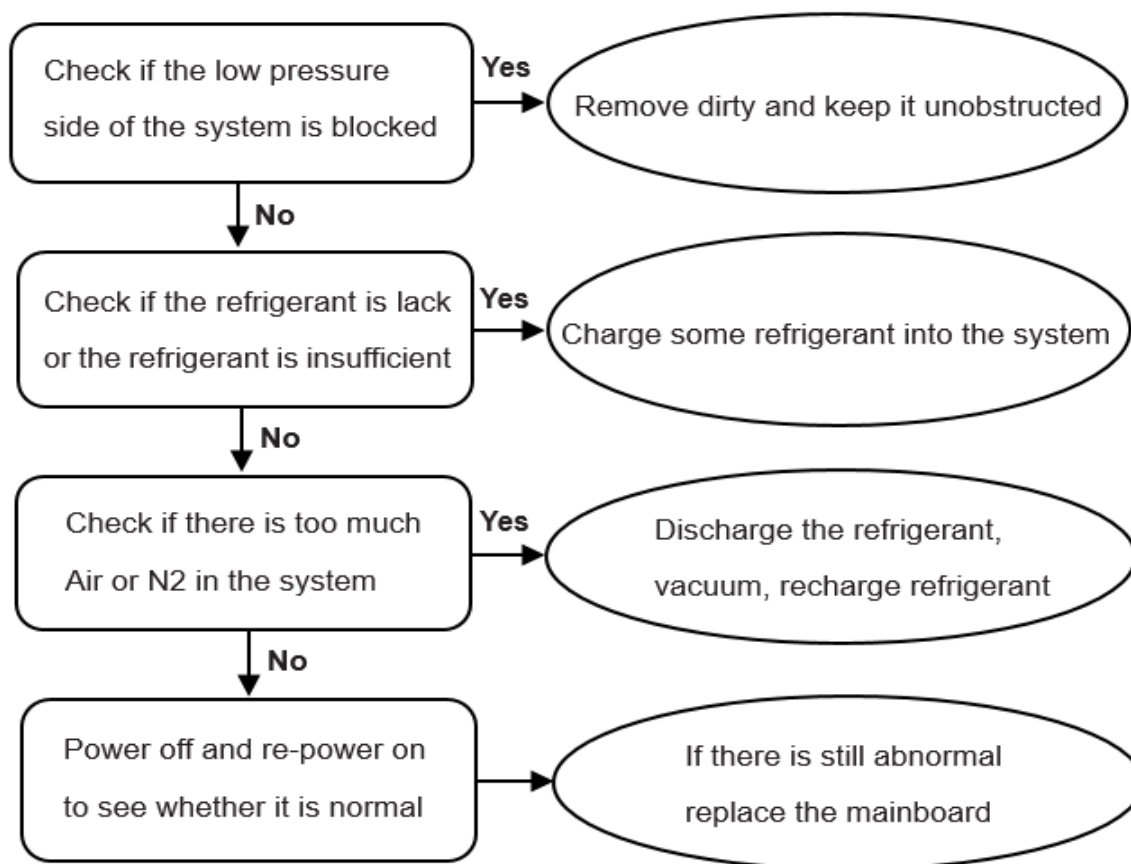 Check if the low pressure
side of the system is blocked
Yes
Remove dirty and keep it unobstructed
No
Check if the refrigerant is lack
or the refrigerant is insufficient
Yes
Charge some refrigerant into the system
No
Check if there is too much
Air or N2 in the system
Yes
Discharge the refrigerant,
vacuum, recharge refrigerant
No
Power off and re-power on
to see whether it is normal
If there is still abnormal
replace the mainboard